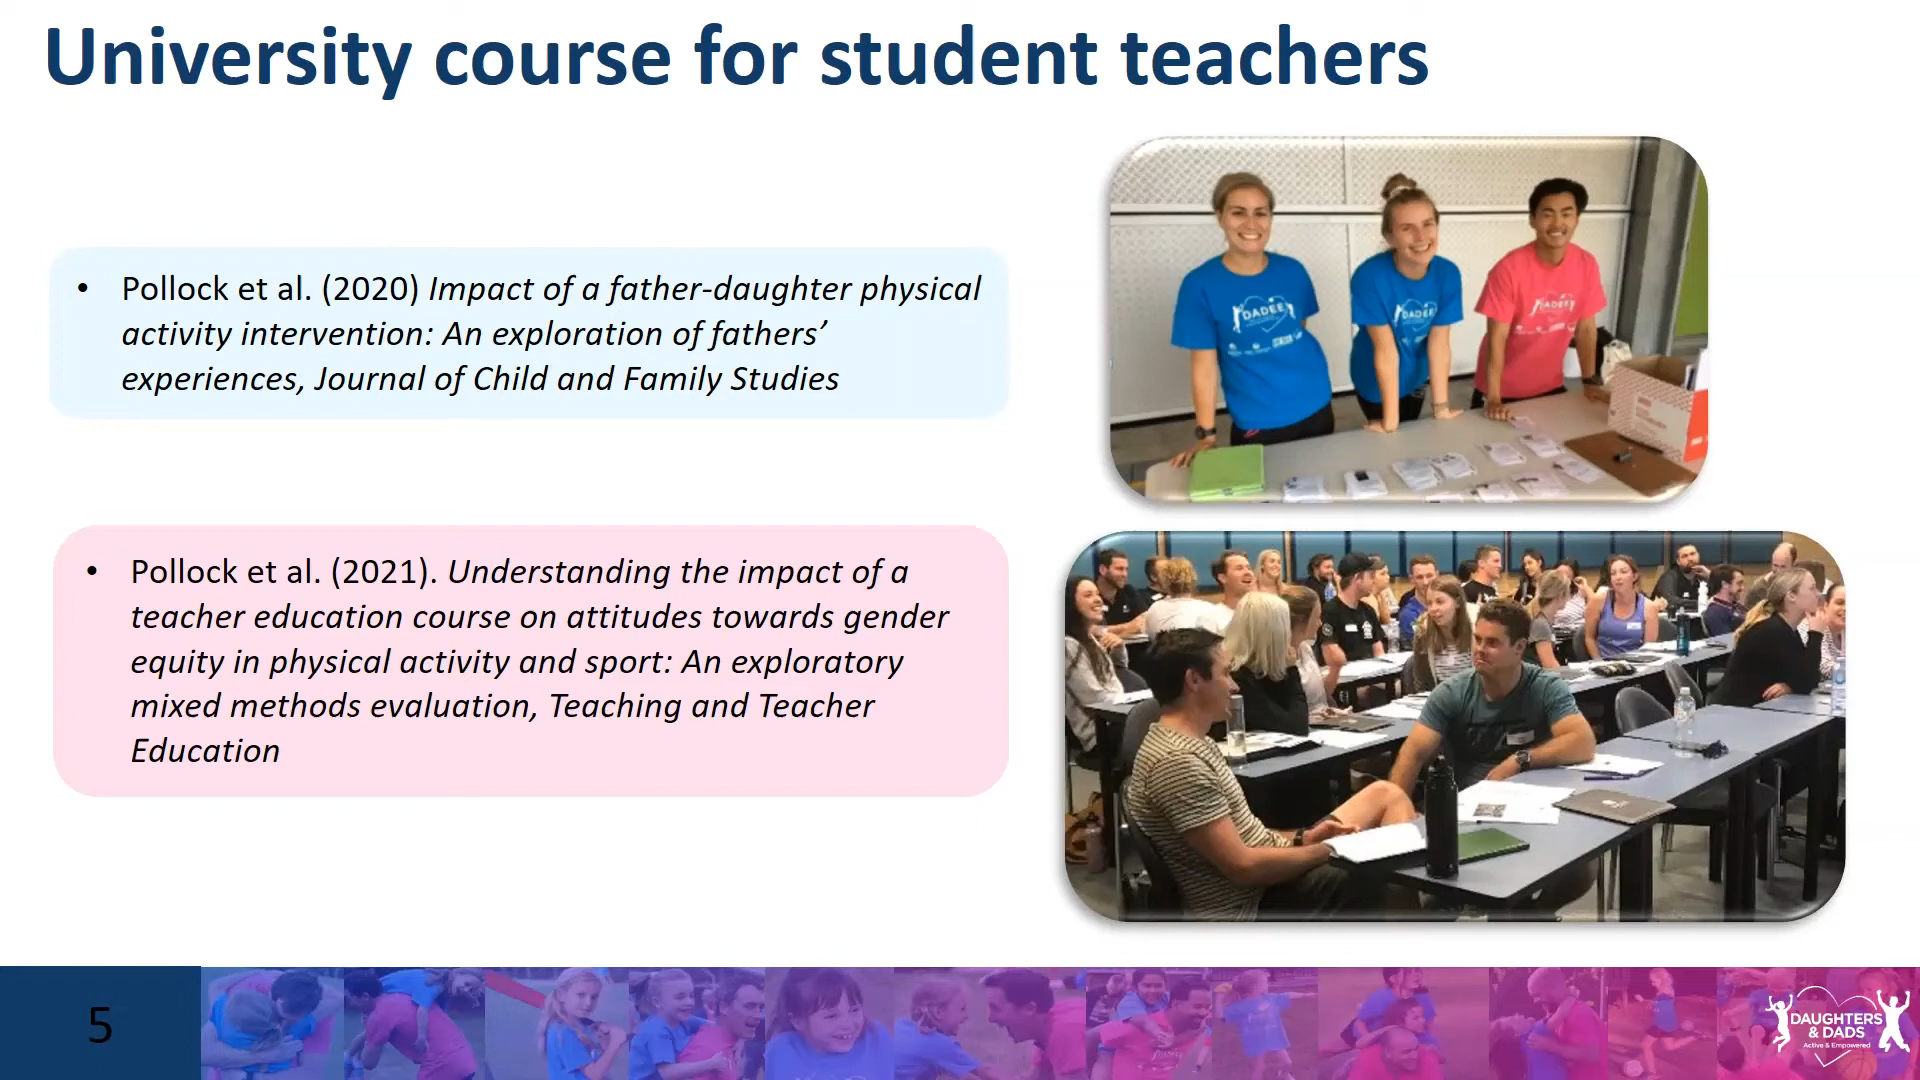 University course for student teachers
• Pollock et al. (2020) Impact of a father-daughter physical
activity intervention: An exploration of fathers’
experiences, Journal of Child and Family Studies
DADEE
DADEE
DADEE
• Pollock et al. (2021). Understanding the impact of a
teacher education course on attitudes towards gender
equity in physical activity and sport: An exploratory
mixed methods evaluation, Teaching and Teacher
Education
5
DAUGHTERS
& DADS
Active & Empowered